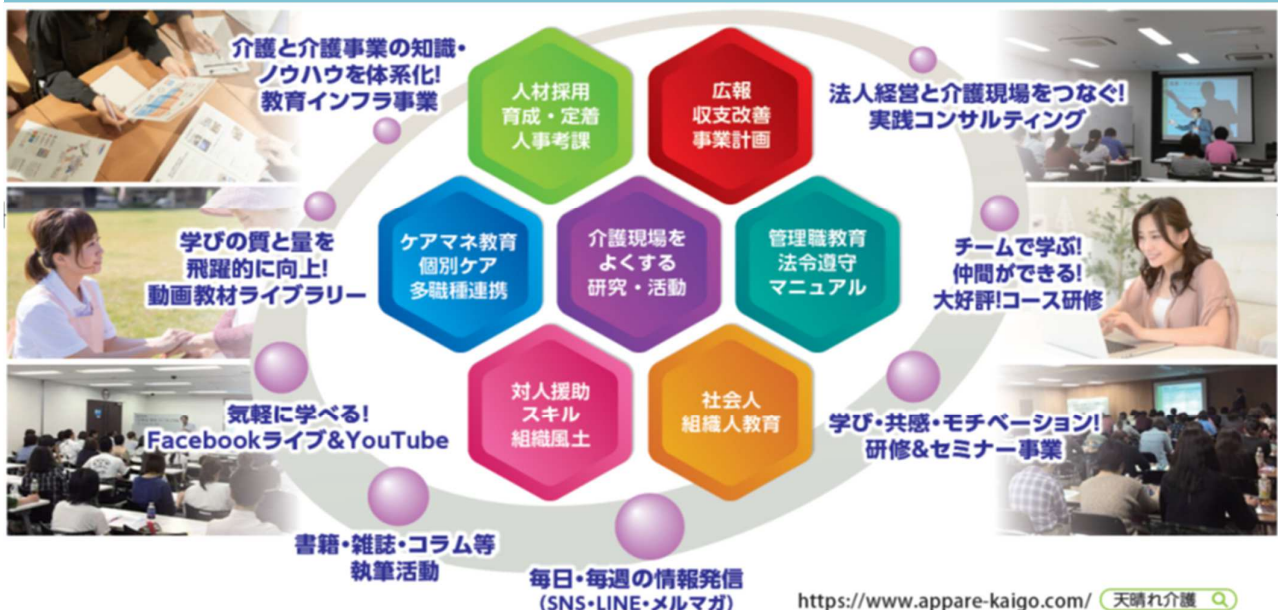 介護と介護事業の知識・
ノウハウを体系化!
教育インフラ事業
人材採用
育成・定着
人事考課
広報
収支改善
事業計画
法人経営と介護現場をつなぐ!
実践コンサルティング
学びの質と量を
飛躍的に向上!
動画教材ライブラリー
ケアマネ教育
個別ケア
多職種連携
介護現場を
よくする
研究・活動
管理職教育
法令遵守
マニュアル
チームで学ぶ!
仲間ができる!
大好評!コース研修
気軽に学べる!
Facebookライブ&YouTube
対人援助
スキル
組織風土
社会人
組織人教育
学び・共感・モチベーション!
研修&セミナー事業
書籍・雑誌・コラム等
執筆活動
毎日・毎週の情報発信
(SNS・LINE・メルマガ)
https://www.appare-kaigo.com/ 天晴れ介護